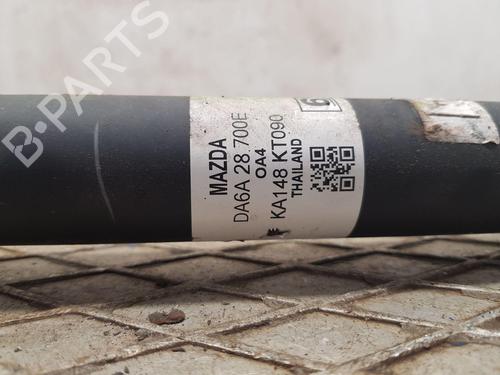 B-PARTS
MAZDA
DA6A 28.700E
OA4
KA148 KT090
THAILAND